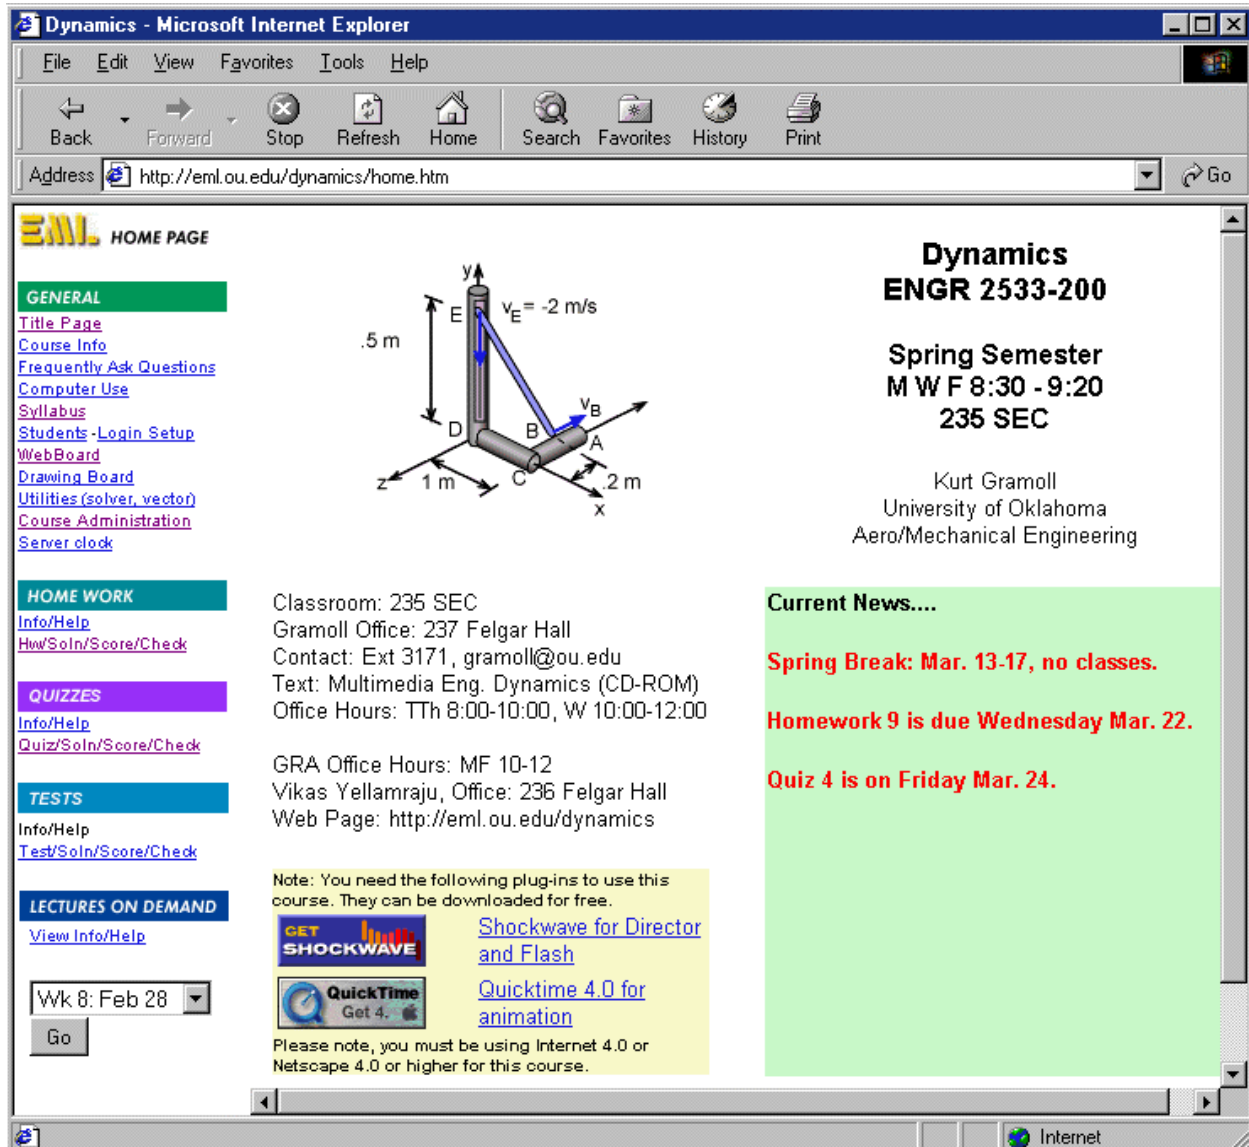 Dynamics - Microsoft Internet Explorer
File Edit View Favorites Tools Help
Back Forward Stop Refresh Home Search Favorites History Print
Address http://eml.ou.edu/dynamics/home.htm Go
EML HOME PAGE
GENERAL
Title Page
Course Info
Frequently Ask Questions
Computer Use
Syllabus
Students -Login Setup
WebBoard
Drawing Board
Utilities (solver, vector)
Course Administration
Server clock
HOME WORK
Info/Help
Hw/Soln/Score/Check
QUIZZES
Info/Help
Quiz/Soln/Score/Check
TESTS
Info/Help
Test/Soln/Score/Check
LECTURES ON DEMAND
View Info/Help
Wk 8: Feb 28
Go
y
E
vE = -2 m/s
.5 m
vB
D
B
A
z
1 m
C
.2 m
x
Dynamics
ENGR 2533-200
Spring Semester
M W F 8:30 - 9:20
235 SEC
Kurt Gramoll
University of Oklahoma
Aero/Mechanical Engineering
Classroom: 235 SEC
Gramoll Office: 237 Felgar Hall
Contact: Ext 3171, gramoll@ou.edu
Text: Multimedia Eng. Dynamics (CD-ROM)
Office Hours: TTh 8:00-10:00, W 10:00-12:00
GRA Office Hours: MF 10-12
Vikas Yellamraju, Office: 236 Felgar Hall
Web Page: http://eml.ou.edu/dynamics
Current News....
Spring Break: Mar. 13-17, no classes.
Homework 9 is due Wednesday Mar. 22.
Quiz 4 is on Friday Mar. 24.
Note: You need the following plug-ins to use this
course. They can be downloaded for free.
GET
SHOCKWAVE
Shockwave for Director
and Flash
QuickTime
Get 4.
Quicktime 4.0 for
animation
Please note, you must be using Internet 4.0 or
Netscape 4.0 or higher for this course.
Internet